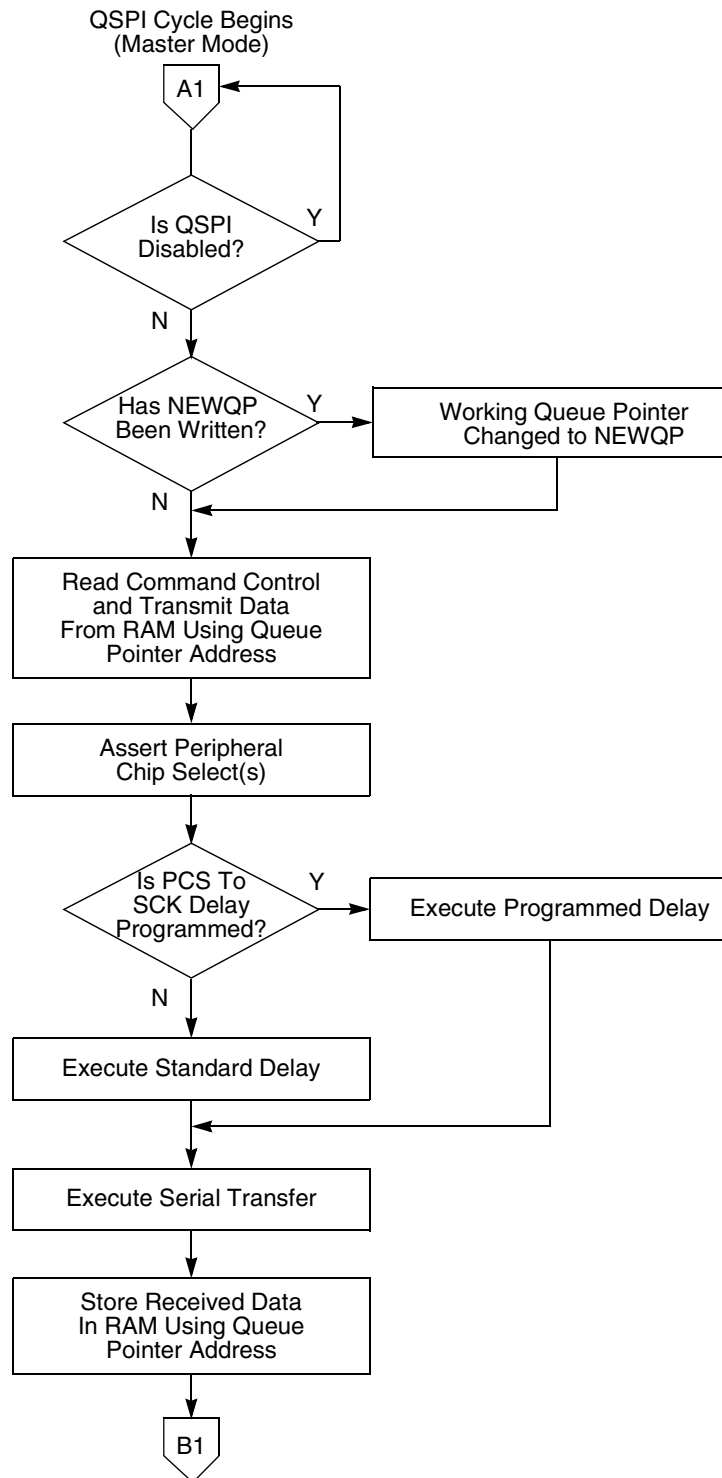 QSPI Cycle Begins
(Master Mode)
A1
Is QSPI
Disabled?
Y
N
Has NEWQP
Been Written?
Y
Working Queue Pointer
Changed to NEWQP
N
Read Command Control
and Transmit Data
From RAM Using Queue
Pointer Address
Assert Peripheral
Chip Select(s)
Is PCS To
SCK Delay
Programmed?
Y
Execute Programmed Delay
N
Execute Standard Delay
Execute Serial Transfer
Store Received Data
In RAM Using Queue
Pointer Address
B1